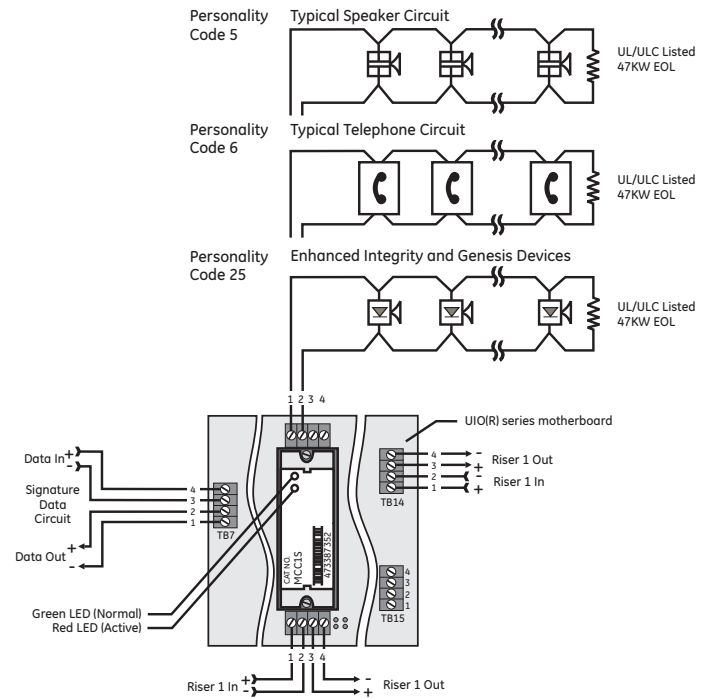 Personality Code 5
Typical Speaker Circuit
UL/ULC Listed
47KW EOL
Personality Code 6
Typical Telephone Circuit
UL/ULC Listed
47KW EOL
Personality Code 25
Enhanced Integrity and Genesis Devices
UL/ULC Listed
47KW EOL
1 2 3 4
UIO(R) series motherboard
Data In + -
Signature
Data
Circuit
Data Out + -
4
3
2
1
TB7
4
3
2
1
TB14
- Riser 1 Out
+
- Riser 1 In
+
CAT NO.
MCC1S
473387352
4
3
2
1
TB15
Green LED (Normal)
Red LED (Active)
1 2 3 4
Riser 1 In + -
- + Riser 1 Out